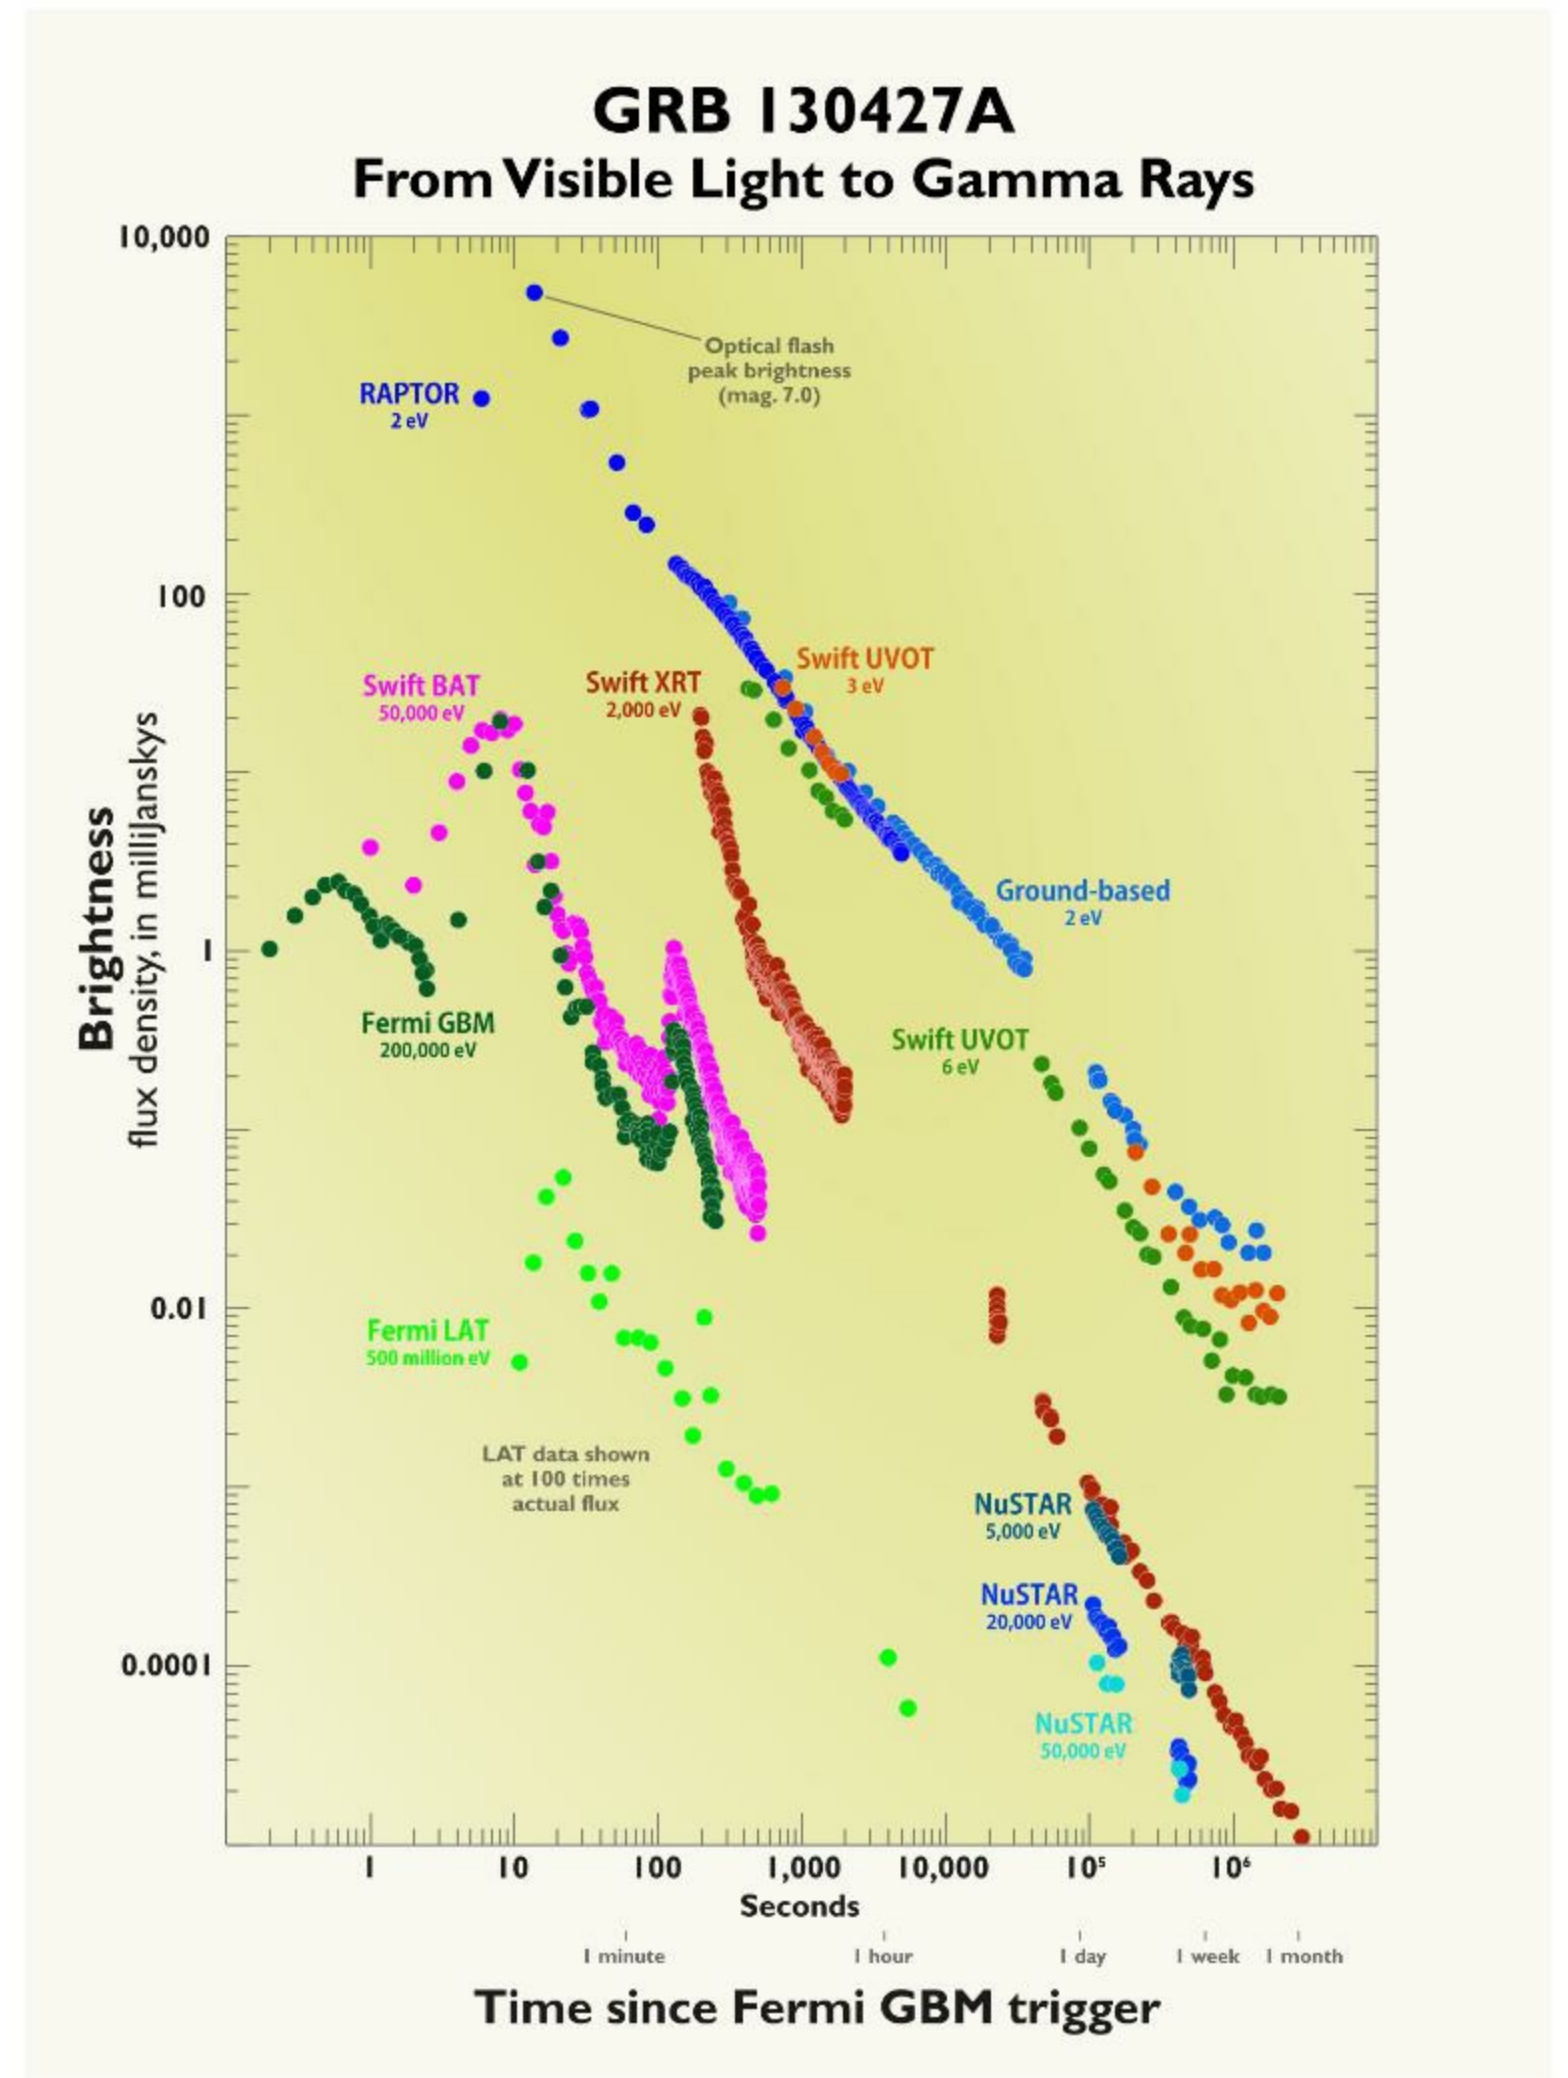 GRB 130427A
From Visible Light to Gamma Rays
10,000
100
1
0.01
0.0001
Brightness
flux density, in millijanskys
Optical flash
peak brightness
(mag. 7.0)
RAPTOR
2 eV
Swift BAT
50,000 eV
Swift XRT
2,000 eV
Swift UVOT
3 eV
Ground-based
2 eV
Fermi GBM
200,000 eV
Swift UVOT
6 eV
Fermi LAT
500 million eV
LAT data shown
at 100 times
actual flux
NuSTAR
5,000 eV
NuSTAR
20,000 eV
NuSTAR
50,000 eV
1 10 100 1,000 10,000 10⁵ 10⁶
Seconds
1 minute 1 hour 1 day 1 week 1 month
Time since Fermi GBM trigger